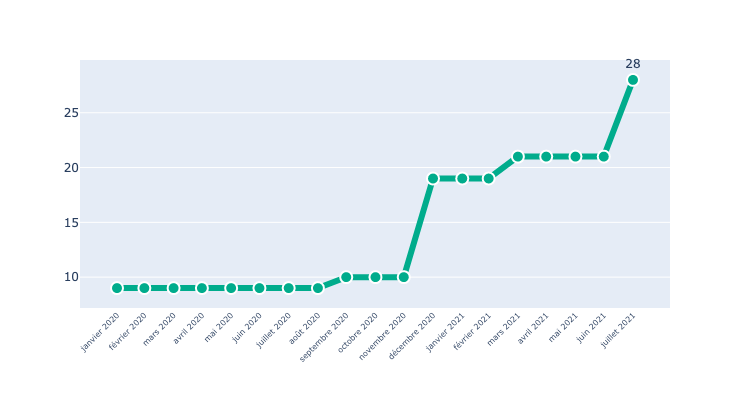 28
25
20
15
10
janvier 2020
février 2020
mars 2020
avril 2020
mai 2020
juin 2020
juillet 2020
août 2020
septembre 2020
octobre 2020
novembre 2020
décembre 2020
janvier 2021
février 2021
mars 2021
avril 2021
mai 2021
juin 2021
juillet 2021